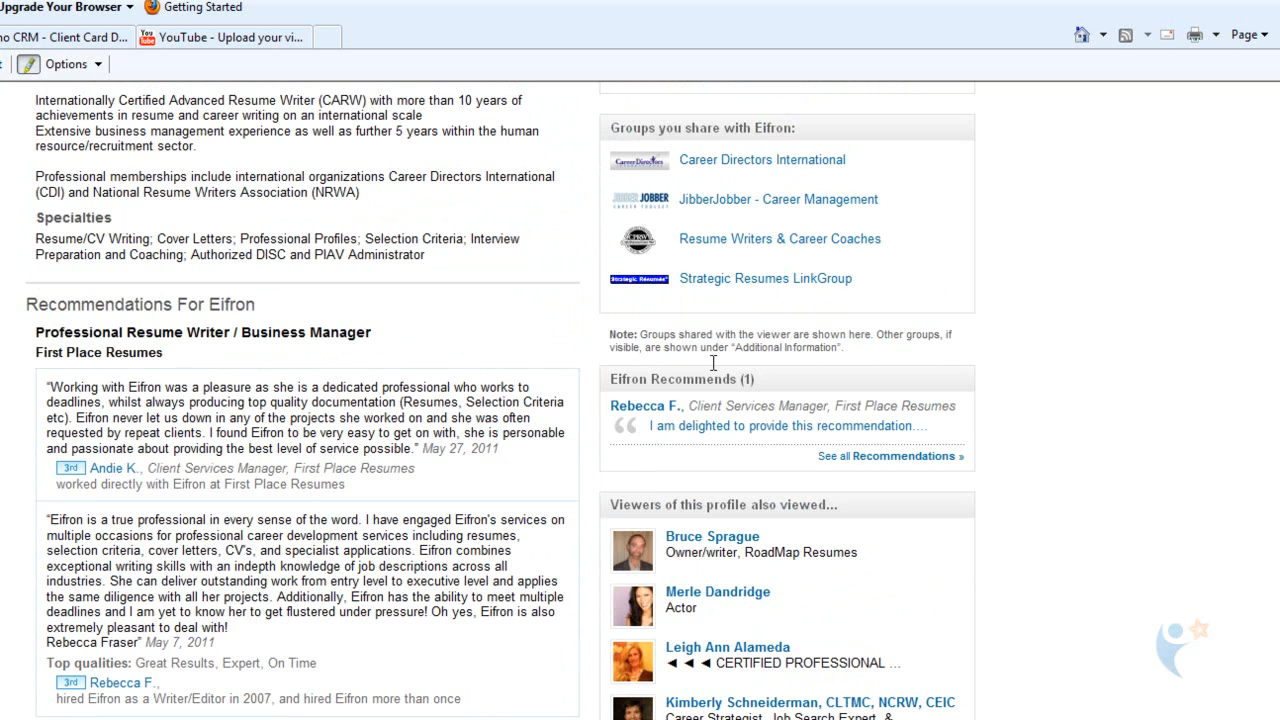 Upgrade Your Browser
Getting Started
no CRM - Client Card D...
YouTube - Upload your vi...
Page
Options
Internationally Certified Advanced Resume Writer (CARW) with more than 10 years of
achievements in resume and career writing on an international scale
Extensive business management experience as well as further 5 years within the human
resource/recruitment sector.
Professional memberships include international organizations Career Directors International
(CDI) and National Resume Writers Association (NRWA)
Specialties
Resume/CV Writing; Cover Letters; Professional Profiles; Selection Criteria; Interview
Preparation and Coaching; Authorized DISC and PIAV Administrator
Recommendations For Eifron
Professional Resume Writer / Business Manager
First Place Resumes
“Working with Eifron was a pleasure as she is a dedicated professional who works to
deadlines, whilst always producing top quality documentation (Resumes, Selection Criteria
etc). Eifron never let us down in any of the projects she worked on and she was often
requested by repeat clients. I found Eifron to be very easy to get on with, she is personable
and passionate about providing the best level of service possible.” May 27, 2011
3rd Andie K., Client Services Manager, First Place Resumes
worked directly with Eifron at First Place Resumes
“Eifron is a true professional in every sense of the word. I have engaged Eifron's services on
multiple occasions for professional career development services including resumes,
selection criteria, cover letters, CV's, and specialist applications. Eifron combines
exceptional writing skills with an indepth knowledge of job descriptions across all
industries. She can deliver outstanding work from entry level to executive level and applies
the same diligence with all her projects. Additionally, Eifron has the ability to meet multiple
deadlines and I am yet to know her to get flustered under pressure! Oh yes, Eifron is also
extremely pleasant to deal with!
Rebecca Fraser” May 7, 2011
Top qualities: Great Results, Expert, On Time
3rd Rebecca F.,
hired Eifron as a Writer/Editor in 2007, and hired Eifron more than once
Groups you share with Eifron:
CareerDirectors Career Directors International
JIBBER JOBBER CAREER TOOLSET JibberJobber - Career Management
Resume Writers & Career Coaches
Strategic Résumés Strategic Resumes LinkGroup
Note: Groups shared with the viewer are shown here. Other groups, if
visible, are shown under “Additional Information”.
Eifron Recommends (1)
Rebecca F., Client Services Manager, First Place Resumes
“ I am delighted to provide this recommendation....
See all Recommendations »
Viewers of this profile also viewed...
Bruce Sprague
Owner/writer, RoadMap Resumes
Merle Dandridge
Actor
Leigh Ann Alameda
◄ ◄ ◄ CERTIFIED PROFESSIONAL ...
Kimberly Schneiderman, CLTMC, NCRW, CEIC
Career Strategist, Job Search Expert, &